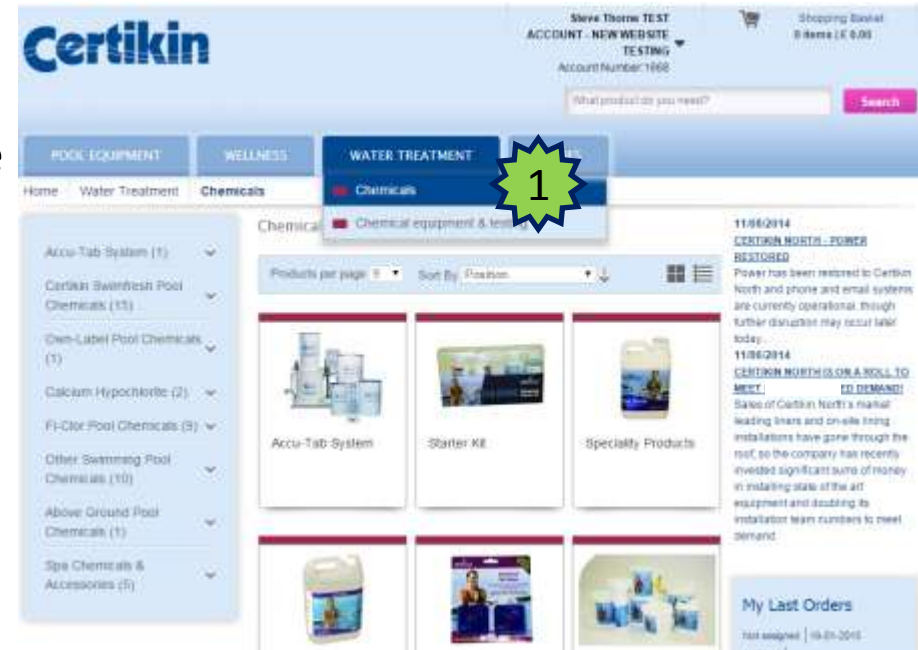 Certikin
Steve Thorne TEST
ACCOUNT - NEW WEBSITE
TESTING
Account Number: 1668
Shopping Basket
0 items | £ 0.00
What product do you need?
Search
POOL EQUIPMENT
WELLNESS
WATER TREATMENT
e
Home
Water Treatment
Chemicals
Chemicals
Chemical equipment & testing
1
Chemica
Products per page
Sort By Position
Accu-Tab System (1)
Certikin Swimfresh Pool
Chemicals (15)
Own-Label Pool Chemicals
(1)
Calcium Hypochlorite (2)
Fi-Clor Pool Chemicals (9)
Other Swimming Pool
Chemicals (10)
Above Ground Pool
Chemicals (1)
Spa Chemicals &
Accessories (5)
Accu-Tab System
Starter Kit
Speciality Products
11/06/2014
CERTIKIN NORTH - POWER
RESTORED
Power has been restored to Certikin
North and phone and email systems
are currently operational though
further disruption may occur later
today.
11/06/2014
CERTIKIN NORTH IS ON A ROLL TO
MEET ED DEMAND!
Sales of Certikin North's market
leading liners and on-site lining
installations have gone through the
roof, so the company has recently
invested significant sums of money
in installing state of the art
equipment and doubling its
installation team numbers to meet
demand
My Last Orders
Not assigned | 19-01-2015